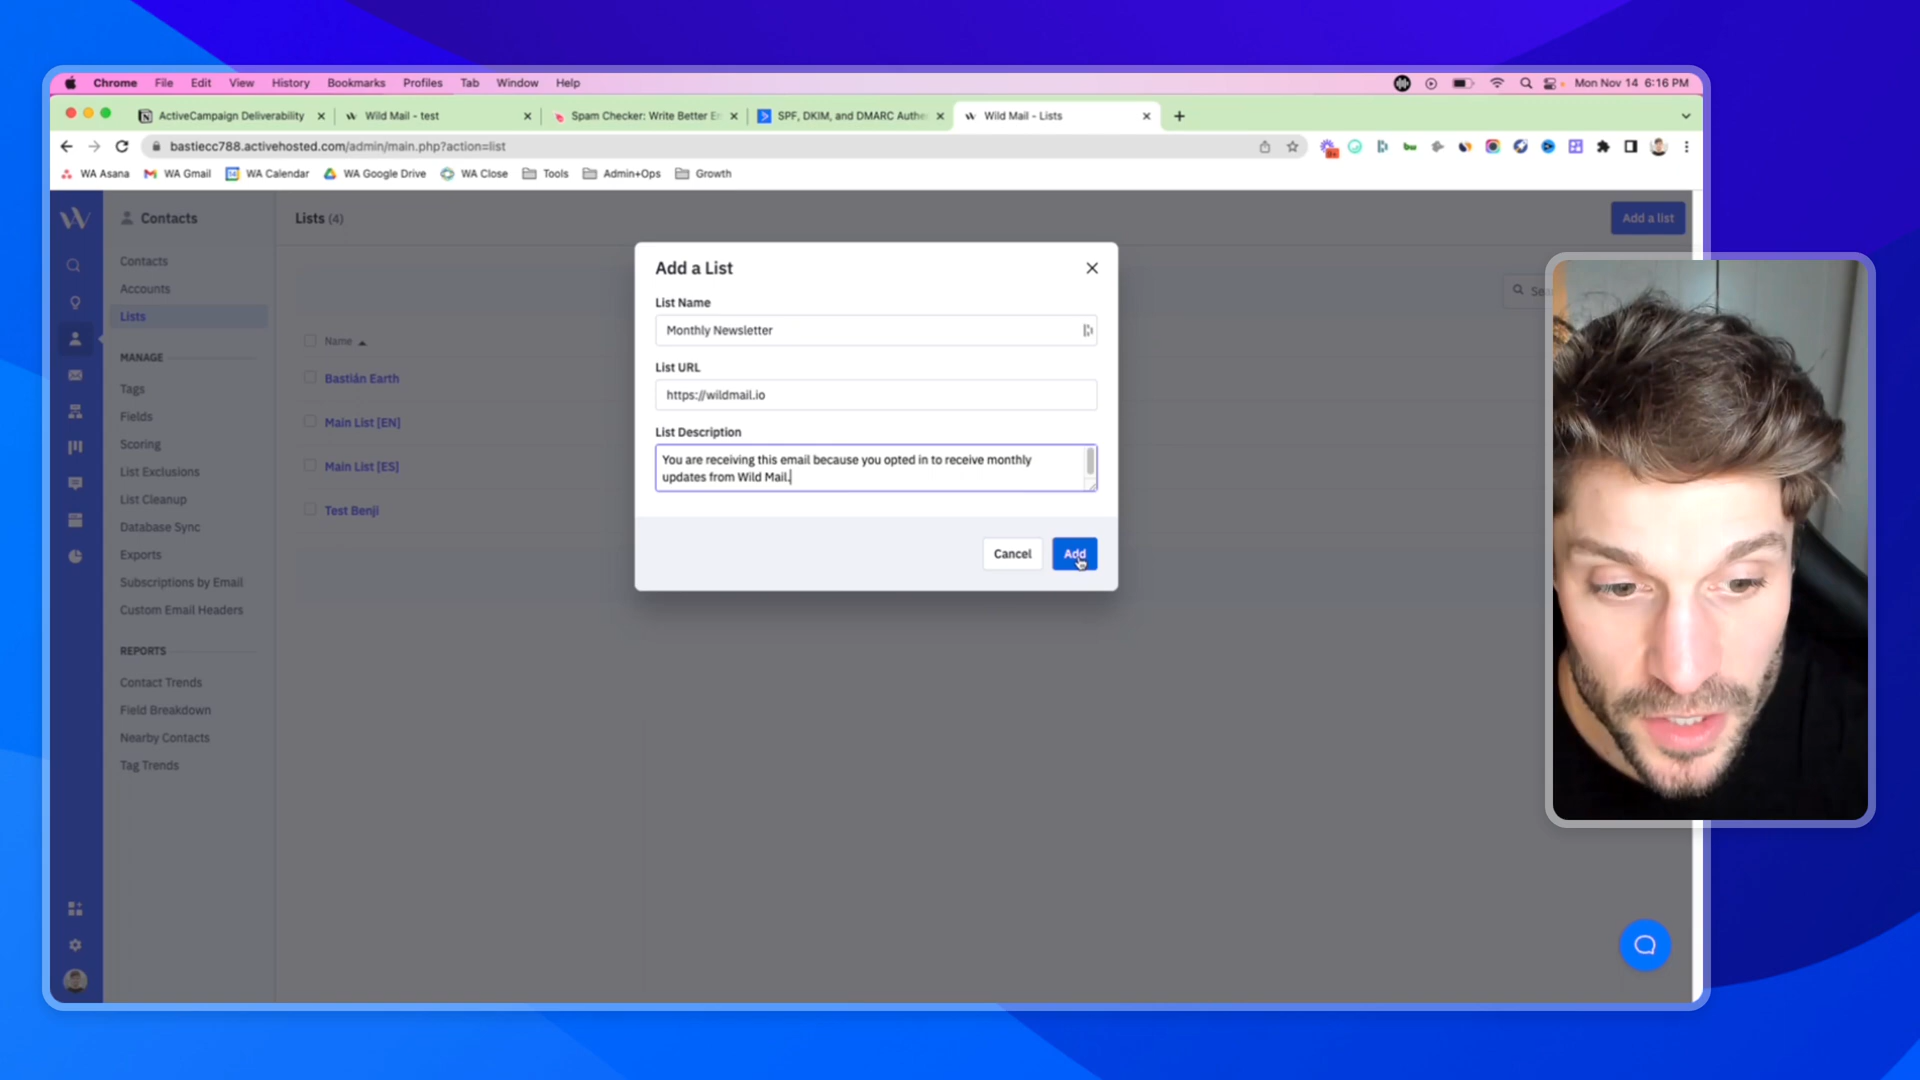 Chrome File Edit View History Bookmarks Profiles Tab Window Help Mon Nov 14 6:16 PM
ActiveCampaign Deliverability Wild Mail - test Spam Checker: Write Better E SPF, DKIM, and DMARC Authe Wild Mail - Lists
bastiecc788.activehosted.com/admin/main.php?action=list
WA Asana WA Gmail WA Calendar WA Google Drive WA Close Tools Admin+Ops Growth
Contacts
Contacts
Accounts
Lists
MANAGE
Tags
Fields
Scoring
List Exclusions
List Cleanup
Database Sync
Exports
Subscriptions by Email
Custom Email Headers
REPORTS
Contact Trends
Field Breakdown
Nearby Contacts
Tag Trends
Lists (4)
Add a list
Sea
Name
Bastián Earth
Main List [EN]
Main List [ES]
Test Benji
Add a List
List Name
Monthly Newsletter
List URL
https://wildmail.io
List Description
You are receiving this email because you opted in to receive monthly
updates from Wild Mail.
Cancel Add